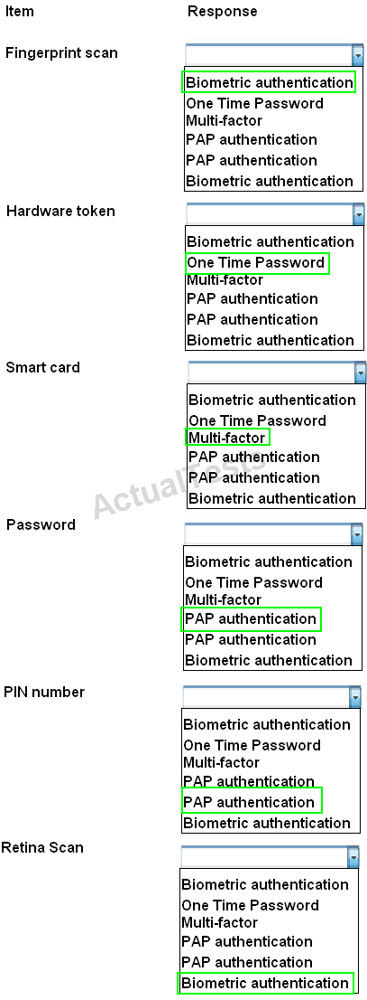 Item Response
Fingerprint scan
Biometric authentication
One Time Password
Multi-factor
PAP authentication
PAP authentication
Biometric authentication
Hardware token
Biometric authentication
One Time Password
Multi-factor
PAP authentication
PAP authentication
Biometric authentication
Smart card
Biometric authentication
One Time Password
Multi-factor
PAP authentication
PAP authentication
Biometric authentication
ActualTests
Password
Biometric authentication
One Time Password
Multi-factor
PAP authentication
PAP authentication
Biometric authentication
PIN number
Biometric authentication
One Time Password
Multi-factor
PAP authentication
PAP authentication
Biometric authentication
Retina Scan
Biometric authentication
One Time Password
Multi-factor
PAP authentication
PAP authentication
Biometric authentication